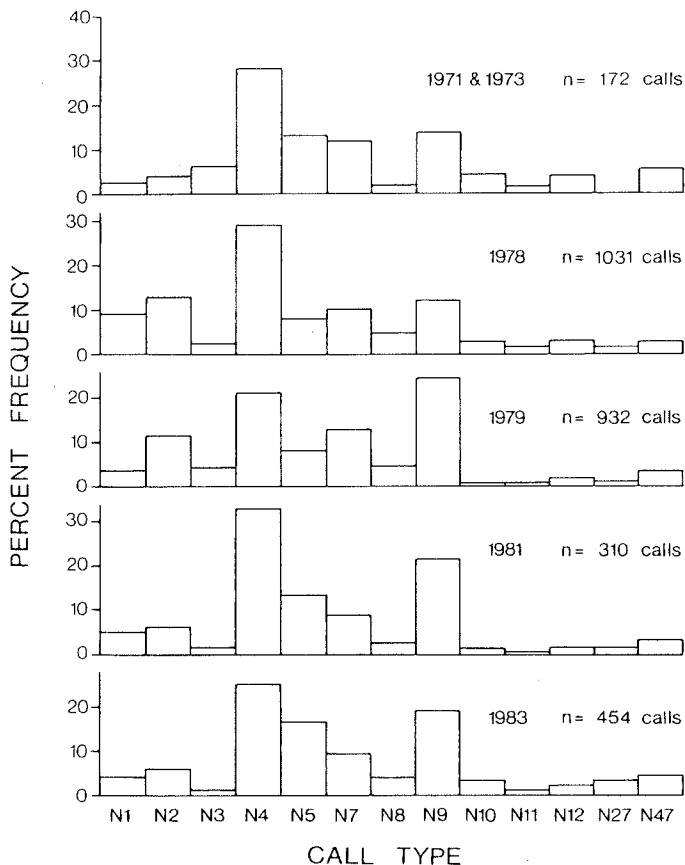 40
30
20
10
0
1971 & 1973 n= 172 calls
30
20
10
0
1978 n= 1031 calls
20
10
0
1979 n= 932 calls
30
20
10
0
1981 n= 310 calls
20
10
0
1983 n= 454 calls
PERCENT FREQUENCY
N1 N2 N3 N4 N5 N7 N8 N9 N10 N11 N12 N27 N47
CALL TYPE